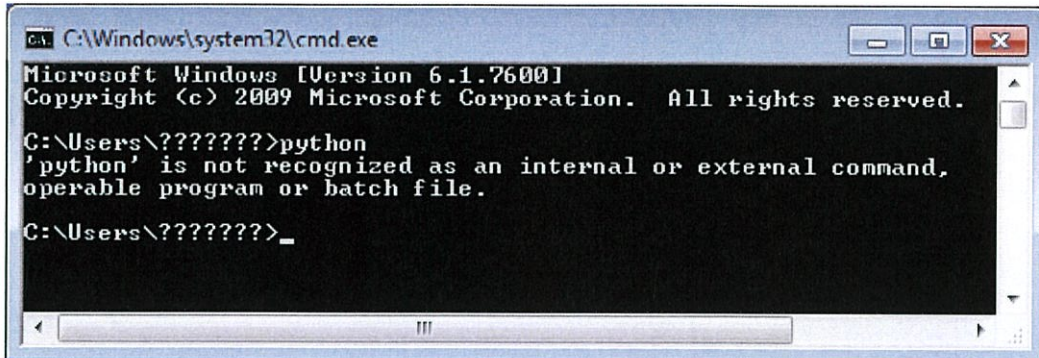 C:\Windows\system32\cmd.exe
Microsoft Windows [Version 6.1.7600]
Copyright (c) 2009 Microsoft Corporation.  All rights reserved.
C:\Users\???????>python
'python' is not recognized as an internal or external command,
operable program or batch file.
C:\Users\???????>_